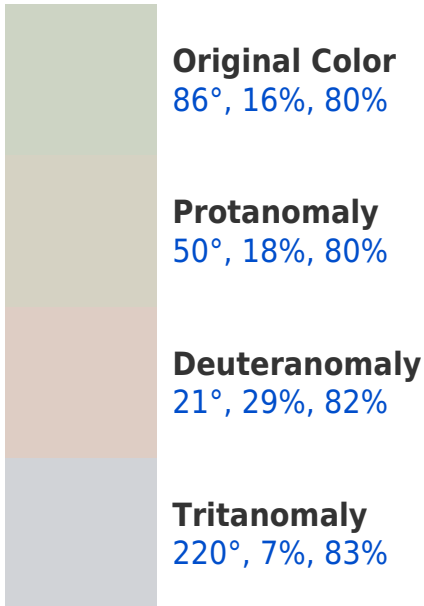 Original Color
86°, 16%, 80%
Protanomaly
50°, 18%, 80%
Deuteranomaly
21°, 29%, 82%
Tritanomaly
220°, 7%, 83%